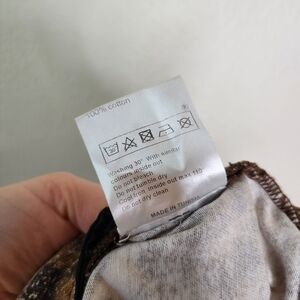 100% cotton
Washing 30° With similar
Colours inside out
Do not bleach
Do not tumble dry
Cool iron inside out max 110
Do not dry clean
MADE IN